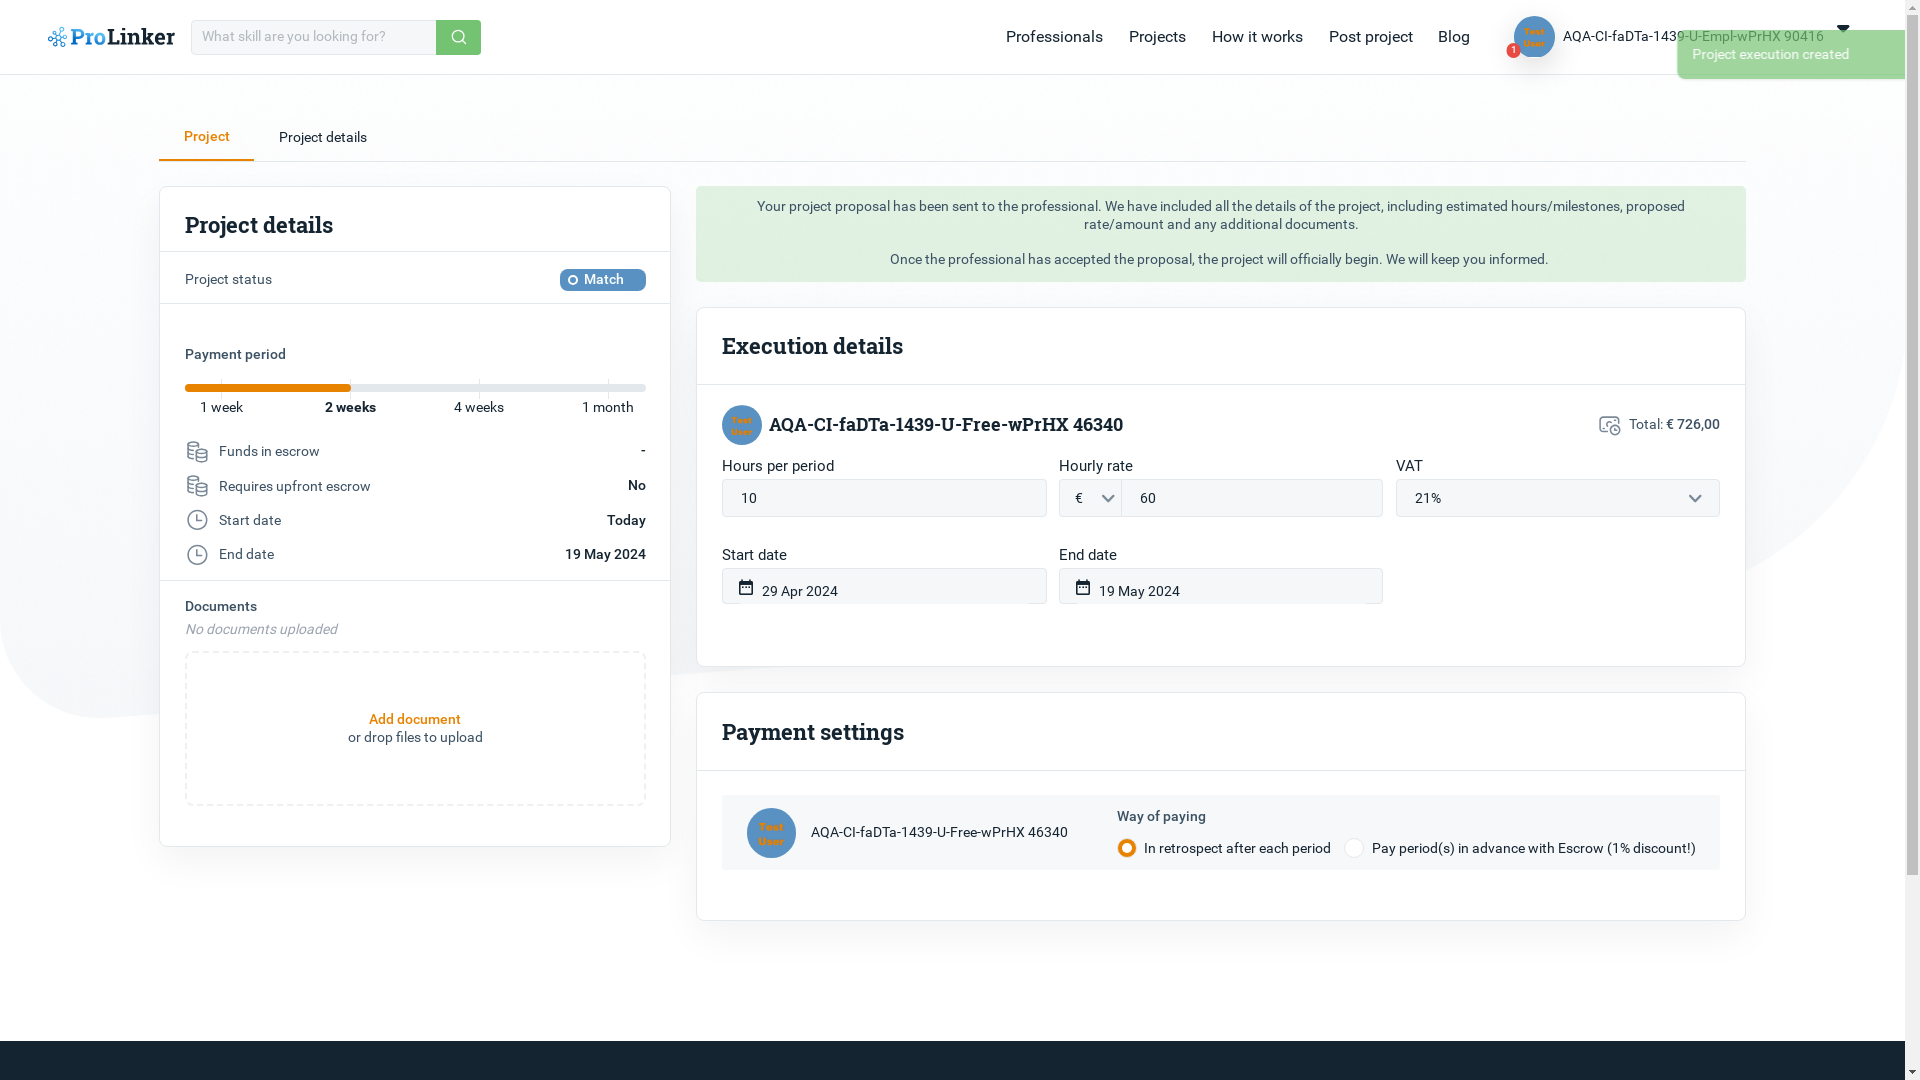 ProLinker
What skill are you looking for?
Professionals
Projects
How it works
Post project
Blog
Test User
1
AQA-CI-faDTa-1439-U-Empl-wPrHX 90416
Project execution created
Project
Project details
Project details
Project status
Match
Payment period
1 week
2 weeks
4 weeks
1 month
Funds in escrow
-
Requires upfront escrow
No
Start date
Today
End date
19 May 2024
Documents
No documents uploaded
Add document
or drop files to upload
Your project proposal has been sent to the professional. We have included all the details of the project, including estimated hours/milestones, proposed
rate/amount and any additional documents.
Once the professional has accepted the proposal, the project will officially begin. We will keep you informed.
Execution details
Test User
AQA-CI-faDTa-1439-U-Free-wPrHX 46340
Total: € 726,00
Hours per period
Hourly rate
VAT
10
€
60
21%
Start date
End date
29 Apr 2024
19 May 2024
Payment settings
Test User
AQA-CI-faDTa-1439-U-Free-wPrHX 46340
Way of paying
In retrospect after each period
Pay period(s) in advance with Escrow (1% discount!)